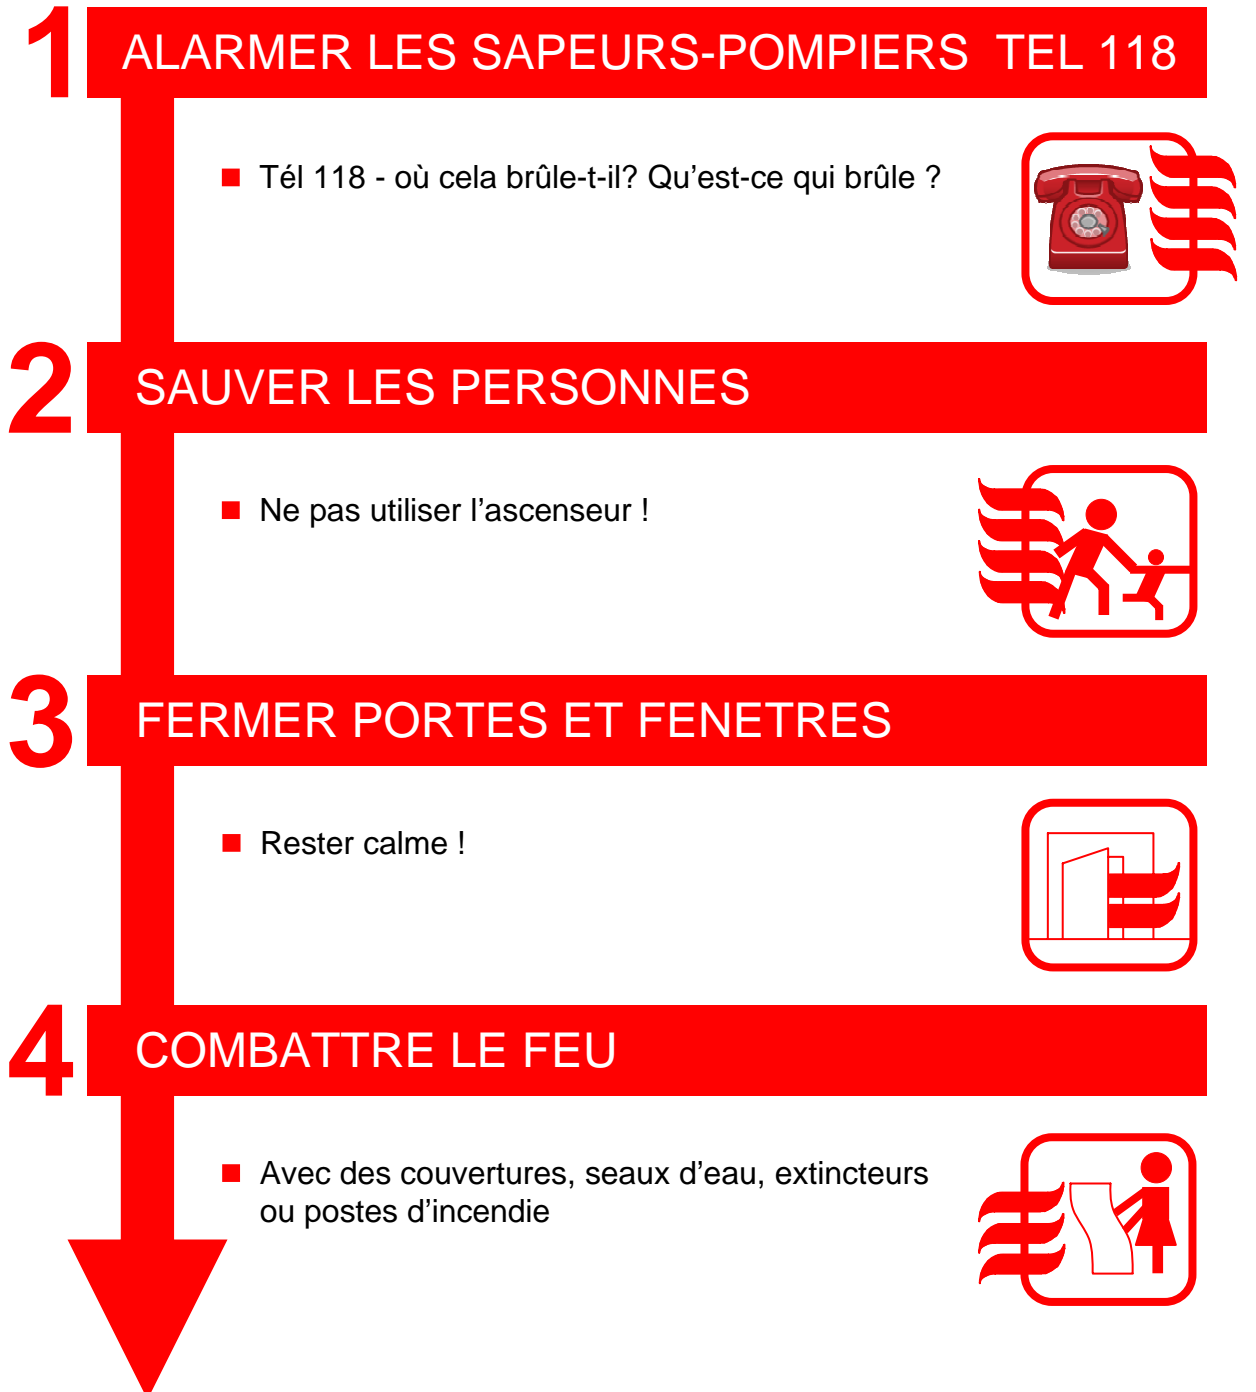 1
ALARMER LES SAPEURS-POMPIERS TEL 118
■ Tél 118 - où cela brûle-t-il? Qu’est-ce qui brûle ?
2
SAUVER LES PERSONNES
■ Ne pas utiliser l’ascenseur !
3
FERMER PORTES ET FENETRES
■ Rester calme !
4
COMBATTRE LE FEU
■ Avec des couvertures, seaux d’eau, extincteurs
ou postes d’incendie